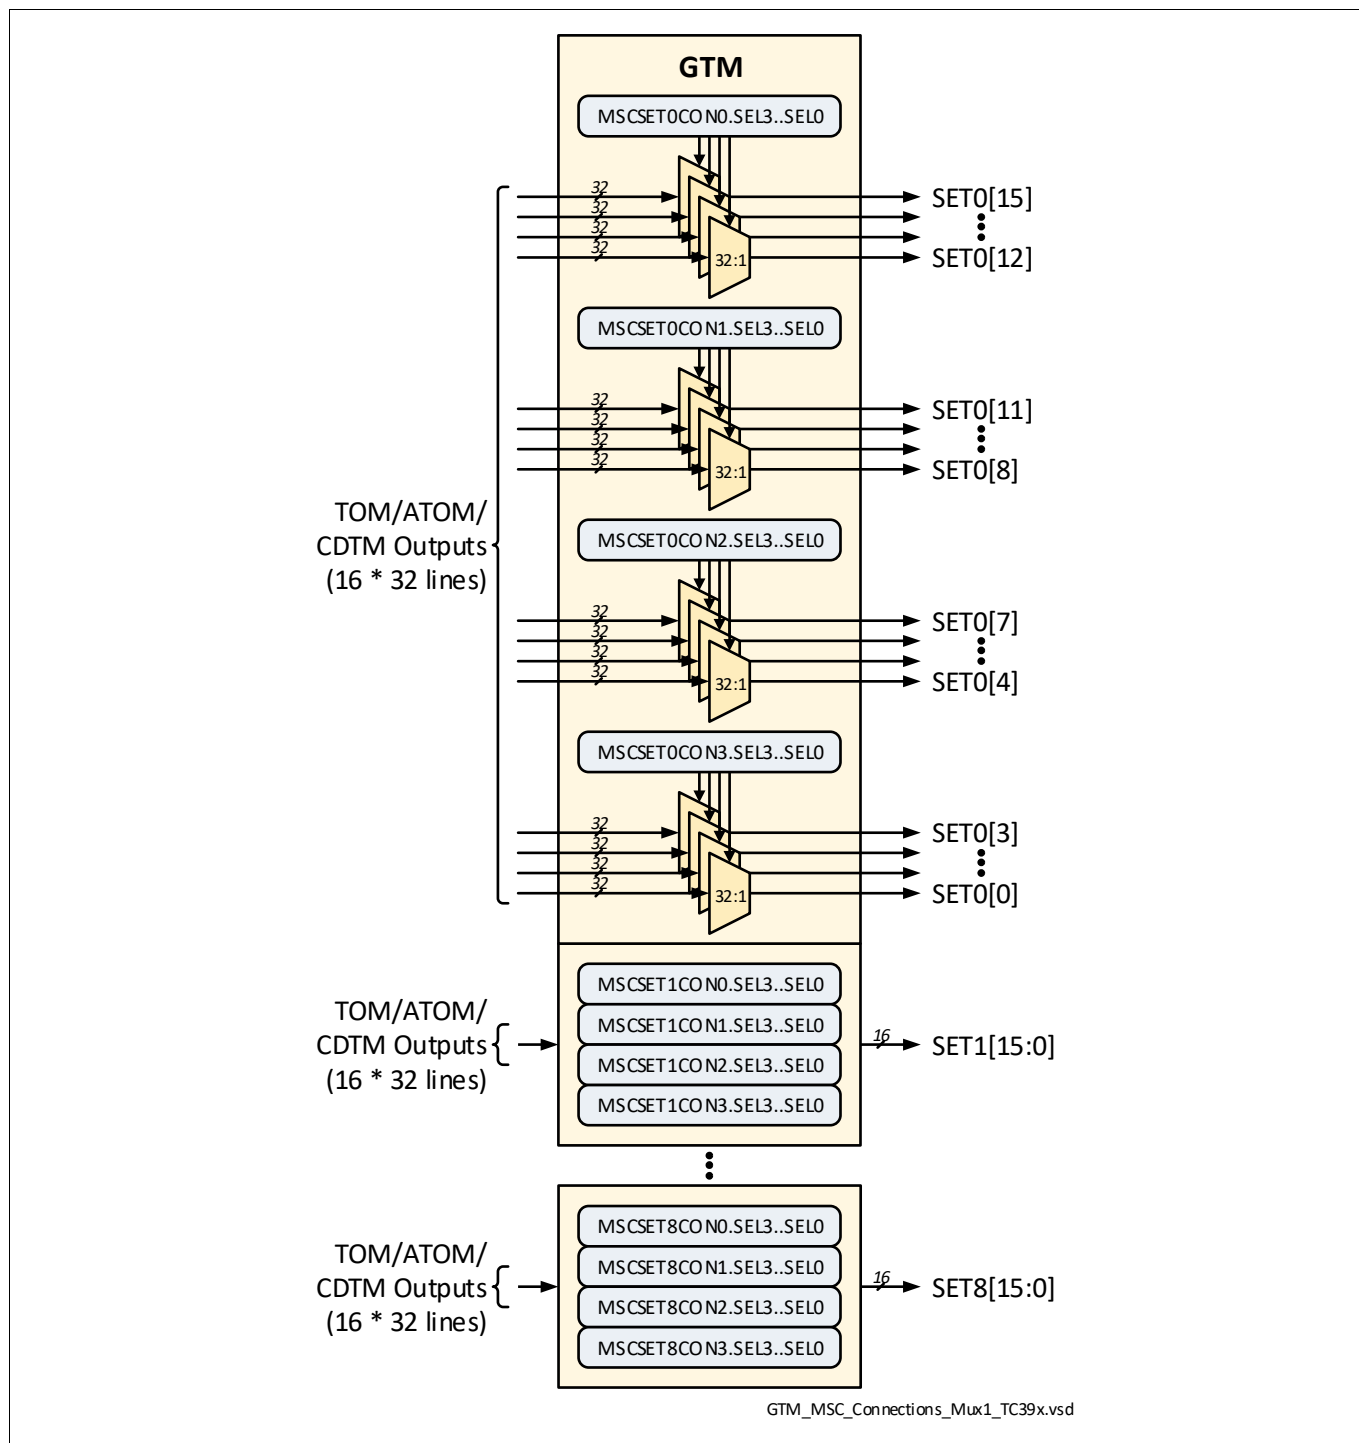 GTM
MSCSET0CON0.SEL3..SEL0
32
32
32
32
32:1
SET0[15]
SET0[12]
MSCSET0CON1.SEL3..SEL0
32
32
32
32
32:1
SET0[11]
SET0[8]
TOM/ATOM/
CDTM Outputs
(16 * 32 lines)
MSCSET0CON2.SEL3..SEL0
32
32
32
32
32:1
SET0[7]
SET0[4]
MSCSET0CON3.SEL3..SEL0
32
32
32
32
32:1
SET0[3]
SET0[0]
TOM/ATOM/
CDTM Outputs
(16 * 32 lines)
MSCSET1CON0.SEL3..SEL0
MSCSET1CON1.SEL3..SEL0
MSCSET1CON2.SEL3..SEL0
MSCSET1CON3.SEL3..SEL0
16
SET1[15:0]
TOM/ATOM/
CDTM Outputs
(16 * 32 lines)
MSCSET8CON0.SEL3..SEL0
MSCSET8CON1.SEL3..SEL0
MSCSET8CON2.SEL3..SEL0
MSCSET8CON3.SEL3..SEL0
16
SET8[15:0]
GTM_MSC_Connections_Mux1_TC39x.vsd